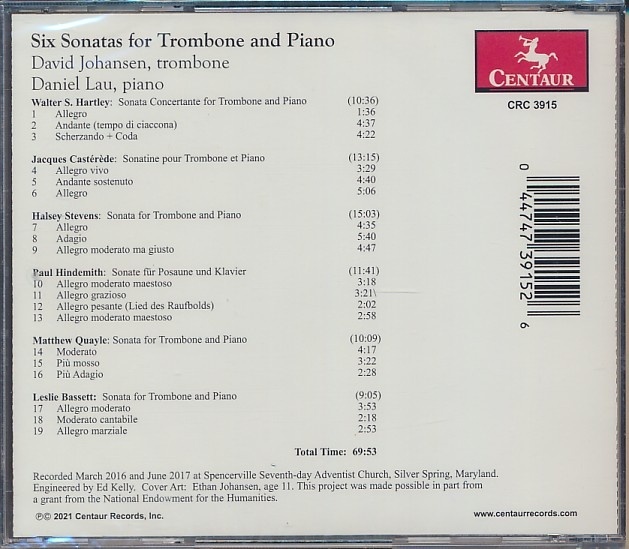 Six Sonatas for Trombone and Piano
David Johansen, trombone
Daniel Lau, piano
CENTAUR
CRC 3915
Walter S. Hartley: Sonata Concertante for Trombone and Piano (10:36)
1 Allegro 1:36
2 Andante (tempo di ciaccona) 4:37
3 Scherzando + Coda 4:22
Jacques Castérède: Sonatine pour Trombone et Piano (13:15)
4 Allegro vivo 3:29
5 Andante sostenuto 4:40
6 Allegro 5:06
Halsey Stevens: Sonata for Trombone and Piano (15:03)
7 Allegro 4:35
8 Adagio 5:40
9 Allegro moderato ma giusto 4:47
Paul Hindemith: Sonate für Posaune und Klavier (11:41)
10 Allegro moderato maestoso 3:18
11 Allegro grazioso 3:21
12 Allegro pesante (Lied des Raufbolds) 2:02
13 Allegro moderato maestoso 2:58
Matthew Quayle: Sonata for Trombone and Piano (10:09)
14 Moderato 4:17
15 Più mosso 3:22
16 Più Adagio 2:28
Leslie Bassett: Sonata for Trombone and Piano (9:05)
17 Allegro moderato 3:53
18 Moderato cantabile 2:18
19 Allegro marziale 2:53
Total Time: 69:53
0 44747 39152 6
Recorded March 2016 and June 2017 at Spencerville Seventh-day Adventist Church, Silver Spring, Maryland.
Engineered by Ed Kelly. Cover Art: Ethan Johansen, age 11. This project was made possible in part from
a grant from the National Endowment for the Humanities.
℗© 2021 Centaur Records, Inc.
www.centaurrecords.com